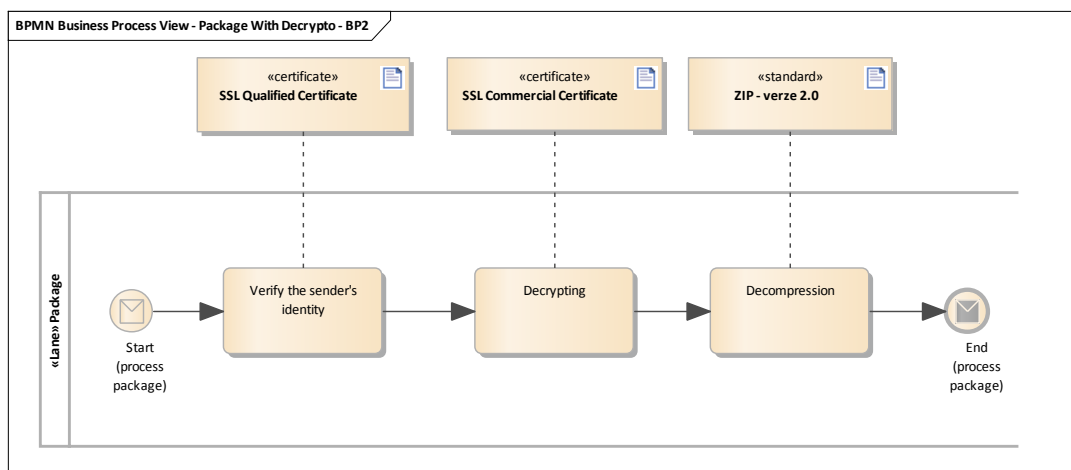 BPMN Business Process View - Package With Decrypto - BP2
«certificate»
SSL Qualified Certificate
«certificate»
SSL Commercial Certificate
«standard»
ZIP - verze 2.0
«Lane» Package
Start
(process
package)
Verify the sender's
identity
Decrypting
Decompression
End
(process
package)